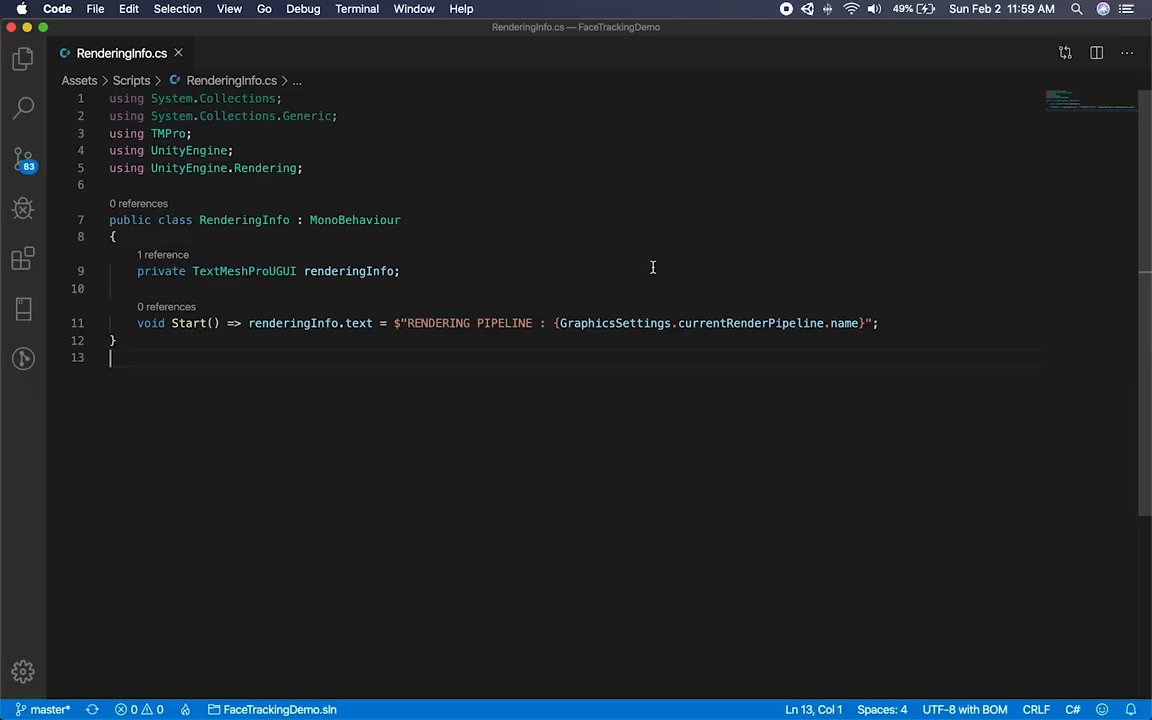 Code File Edit Selection View Go Debug Terminal Window Help 49% Sun Feb 2 11:59 AM
RenderingInfo.cs — FaceTrackingDemo
RenderingInfo.cs
Assets > Scripts > RenderingInfo.cs > ...
1 using System.Collections;
2 using System.Collections.Generic;
3 using TMPro;
4 using UnityEngine;
5 using UnityEngine.Rendering;
6
0 references
7 public class RenderingInfo : MonoBehaviour
8 {
1 reference
9 private TextMeshProUGUI renderingInfo;
10
0 references
11 void Start() => renderingInfo.text = $"RENDERING PIPELINE : {GraphicsSettings.currentRenderPipeline.name}";
12 }
13
83
master* 0 0 FaceTrackingDemo.sln Ln 13, Col 1 Spaces: 4 UTF-8 with BOM CRLF C#